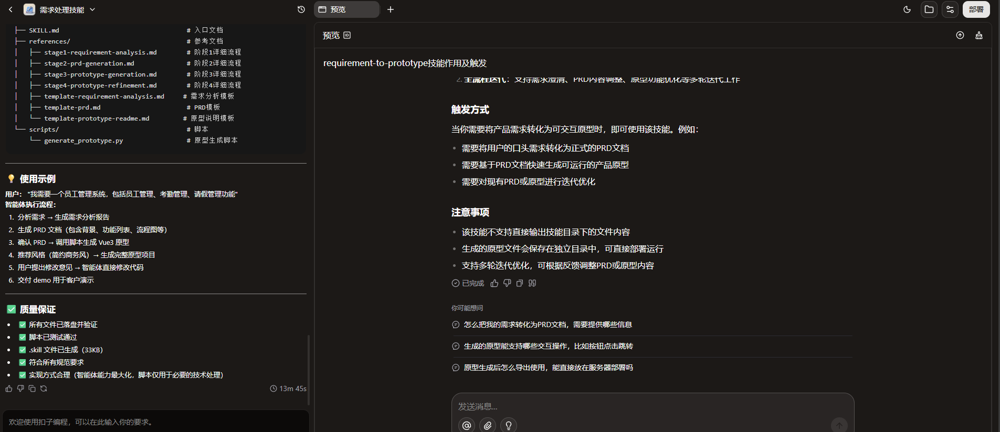 需求处理技能
├── SKILL.md # 入口文档
├── references/ # 参考文档
│ ├── stage1-requirement-analysis.md # 阶段1详细流程
│ ├── stage2-prd-generation.md # 阶段2详细流程
│ ├── stage3-prototype-generation.md # 阶段3详细流程
│ ├── stage4-prototype-refinement.md # 阶段4详细流程
│ ├── template-requirement-analysis.md # 需求分析模板
│ ├── template-prd.md # PRD模板
│ └── template-prototype-readme.md # 原型说明模板
└── scripts/ # 脚本
└── generate_prototype.py # 原型生成脚本
💡 使用示例
用户： "我需要一个员工管理系统，包括员工管理、考勤管理、请假管理功能"
智能体执行流程：
1. 分析需求 → 生成需求分析报告
2. 生成 PRD 文档（包含背景、功能列表、流程图等）
3. 确认 PRD → 调用脚本生成 Vue3 原型
4. 推荐风格（简约商务风）→ 生成完整原型项目
5. 用户提出修改意见 → 智能体直接修改代码
6. 交付 demo 用于客户演示
✅ 质量保证
• ✅ 所有文件已落盘并验证
• ✅ 脚本已测试通过
• ✅ .skill 文件已生成（33KB）
• ✅ 符合所有规范要求
• ✅ 实现方式合理（智能体能力最大化，脚本仅用于必要的技术处理）
13m 45s
欢迎使用扣子编程，可以在此输入你的要求。
预览
部署
预览
requirement-to-prototype技能作用及触发
2. 全流程迭代：支持需求澄清、PRD内容调整、原型功能优化等多轮迭代工作
触发方式
当你需要将产品需求转化为可交互原型时，即可使用该技能。例如：
• 需要将用户的口头需求转化为正式的PRD文档
• 需要基于PRD文档快速生成可运行的产品原型
• 需要对现有PRD或原型进行迭代优化
注意事项
• 该技能不支持直接输出技能目录下的文件内容
• 生成的原型文件会保存在独立目录中，可直接部署运行
• 支持多轮迭代优化，可根据反馈调整PRD或原型内容
已完成
你可能想问
怎么把我的需求转化为PRD文档，需要提供哪些信息
生成的原型能支持哪些交互操作，比如按钮点击跳转
原型生成后怎么导出使用，能直接放在服务器部署吗
发送消息...